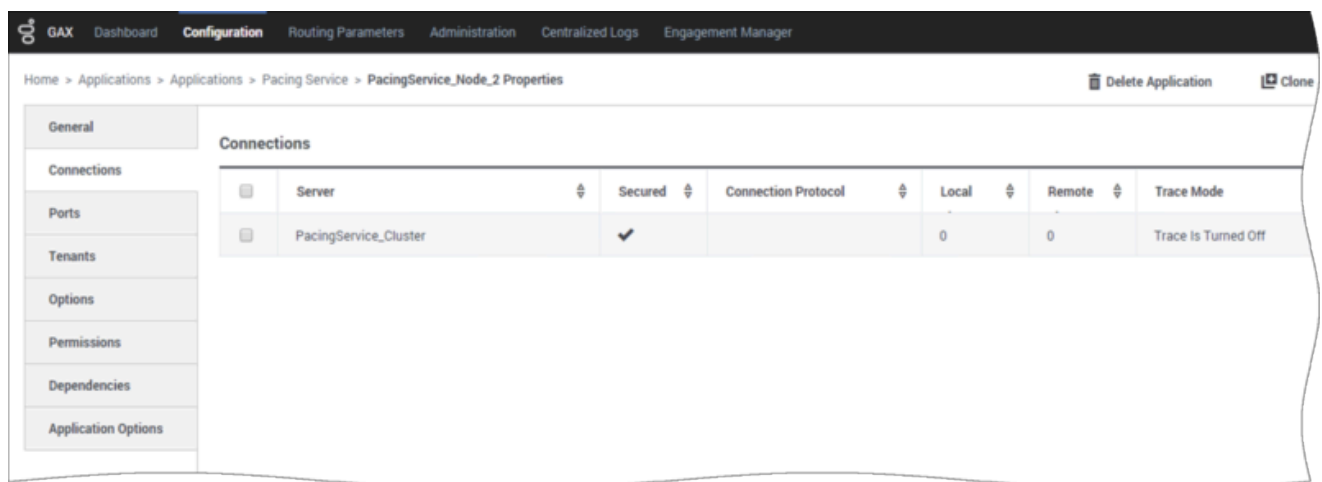 GAX Dashboard Configuration Routing Parameters Administration Centralized Logs Engagement Manager
Home > Applications > Applications > Pacing Service > PacingService_Node_2 Properties Delete Application Clone
General
Connections
Ports
Tenants
Options
Permissions
Dependencies
Application Options
Connections
Server Secured Connection Protocol Local Remote Trace Mode
PacingService_Cluster ✔ 0 0 Trace Is Turned Off